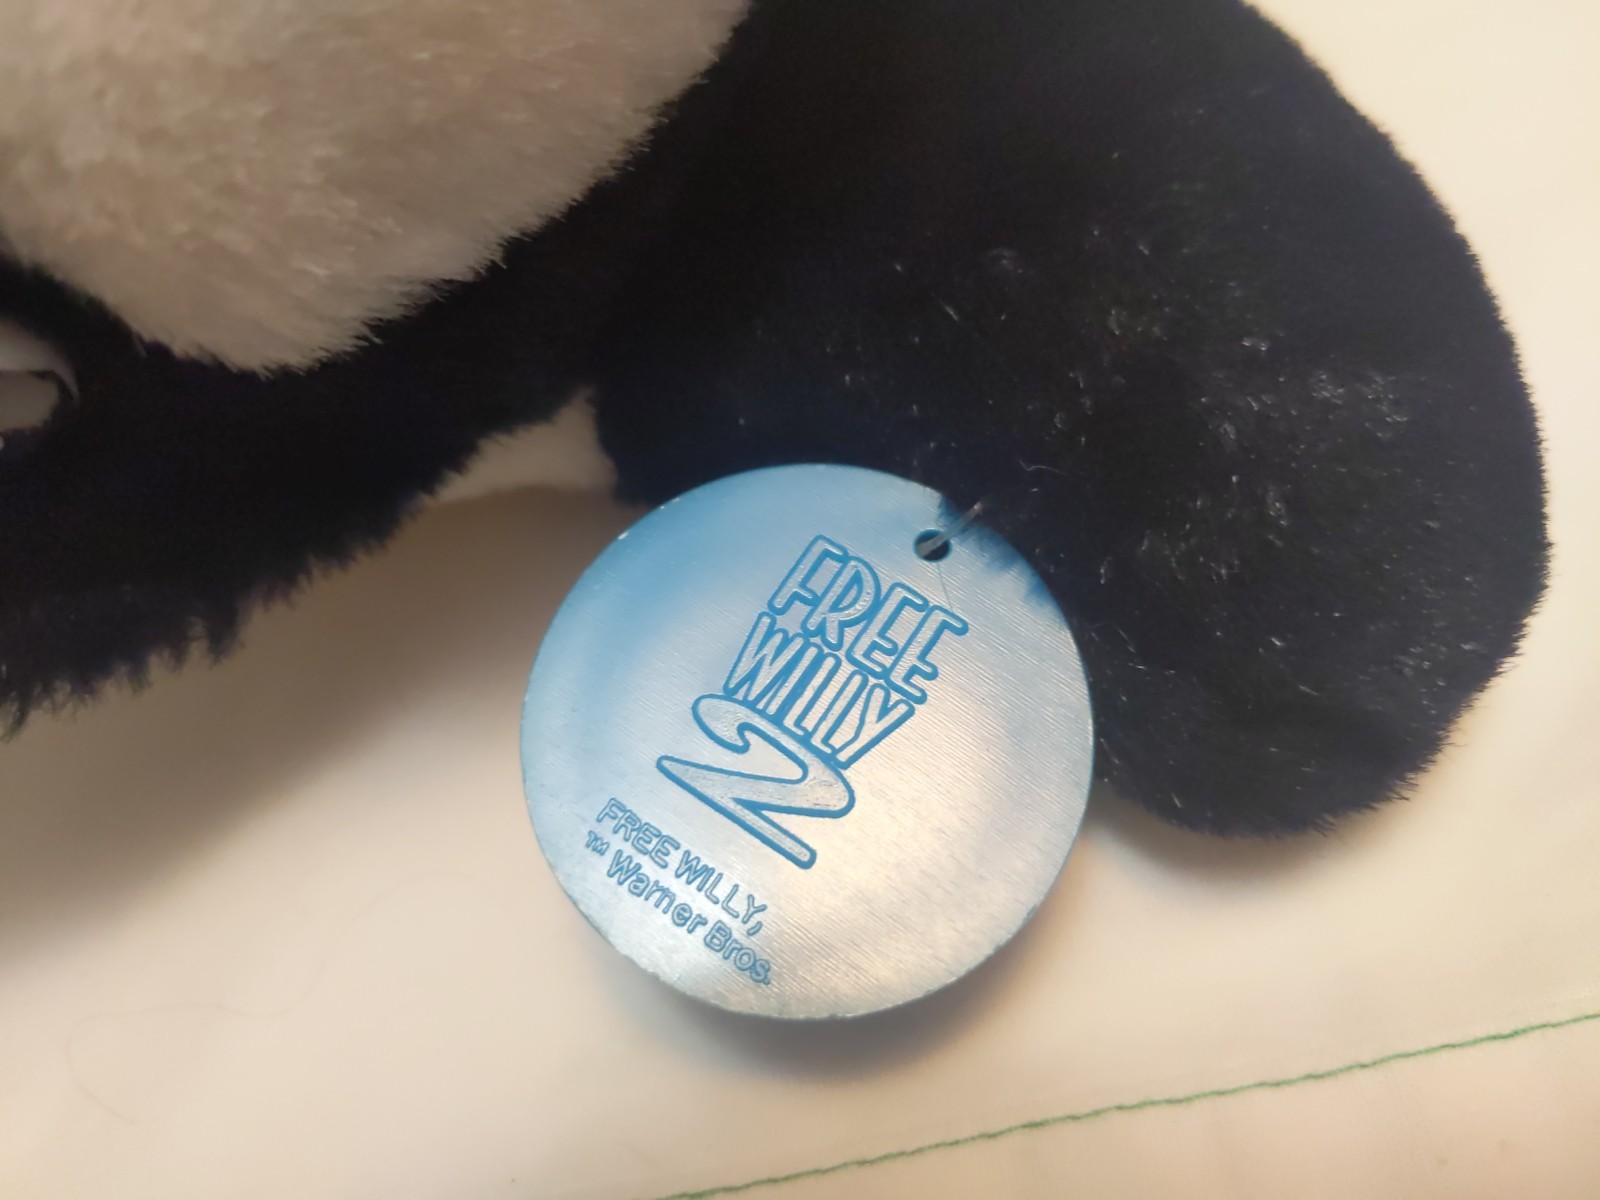 FREE
WILLY
2
FREE WILLY,
™ Warner Bros.